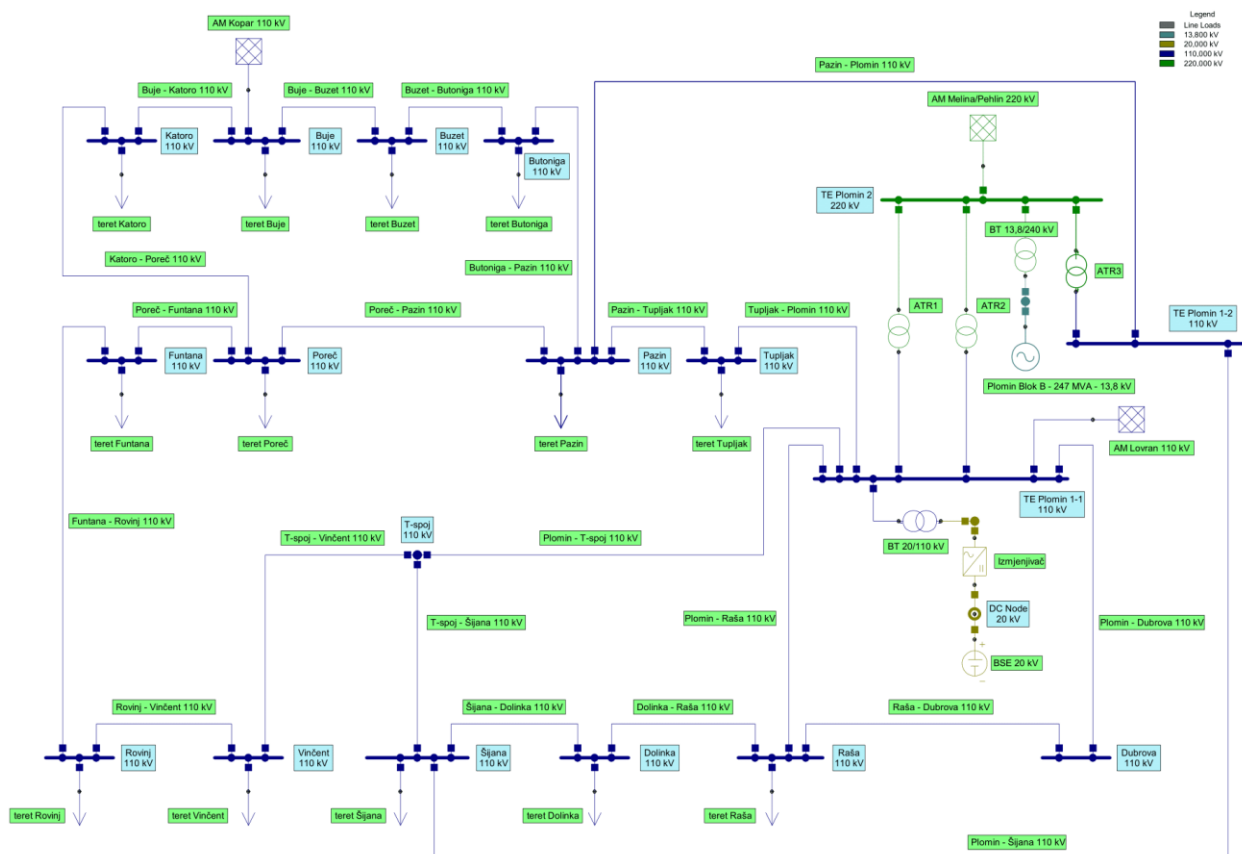 Legend
Line Loads
13,800 kV
20,000 kV
110,000 kV
220,000 kV
AM Kopar 110 kV
Pazin - Plomin 110 kV
Buje - Katoro 110 kV
Buje - Buzet 110 kV
Buzet - Butoniga 110 kV
AM Melina/Pehlin 220 kV
Katoro
110 kV
Buje
110 kV
Buzet
110 kV
Butoniga
110 kV
TE Plomin 2
220 kV
teret Katoro
teret Buje
teret Buzet
teret Butoniga
BT 13,8/240 kV
Katoro - Poreč 110 kV
Butoniga - Pazin 110 kV
ATR3
Poreč - Funtana 110 kV
Poreč - Pazin 110 kV
Pazin - Tupljak 110 kV
Tupljak - Plomin 110 kV
ATR1
ATR2
TE Plomin 1-2
110 kV
Funtana
110 kV
Poreč
110 kV
Pazin
110 kV
Tupljak
110 kV
Plomin Blok B - 247 MVA - 13,8 kV
teret Funtana
teret Poreč
teret Pazin
teret Tupljak
AM Lovran 110 kV
TE Plomin 1-1
110 kV
Funtana - Rovinj 110 kV
T-spoj
110 kV
T-spoj - Vinčent 110 kV
Plomin - T-spoj 110 kV
BT 20/110 kV
Izmjenjivač
DC Node
20 kV
Plomin - Raša 110 kV
T-spoj - Šijana 110 kV
Plomin - Dubrova 110 kV
BSE 20 kV
Rovinj - Vinčent 110 kV
Šijana - Dolinka 110 kV
Dolinka - Raša 110 kV
Raša - Dubrova 110 kV
Rovinj
110 kV
Vinčent
110 kV
Šijana
110 kV
Dolinka
110 kV
Raša
110 kV
Dubrova
110 kV
teret Rovinj
teret Vinčent
teret Šijana
teret Dolinka
teret Raša
Plomin - Šijana 110 kV